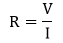 R = V/I